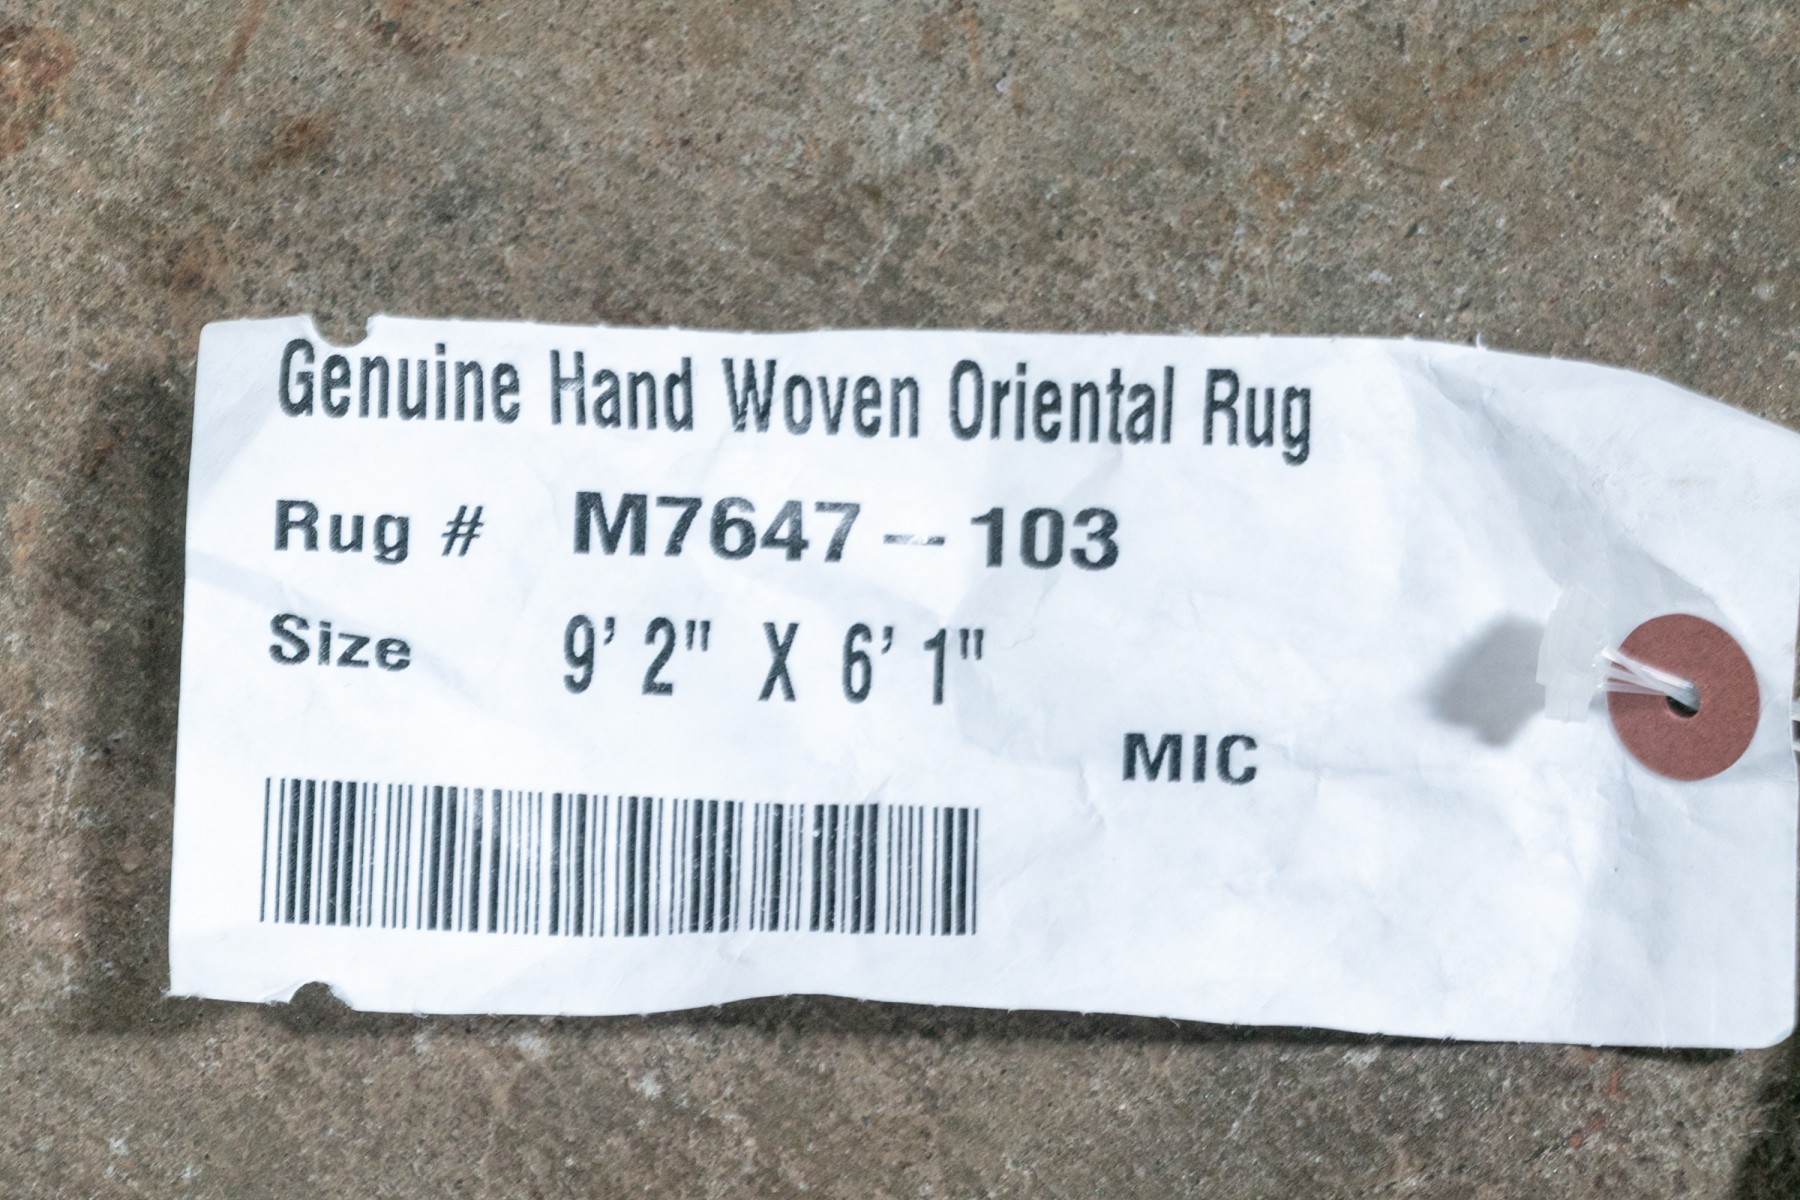 Genuine Hand Woven Oriental Rug
Rug # M7647-103
Size 9' 2" X 6' 1"
MIC